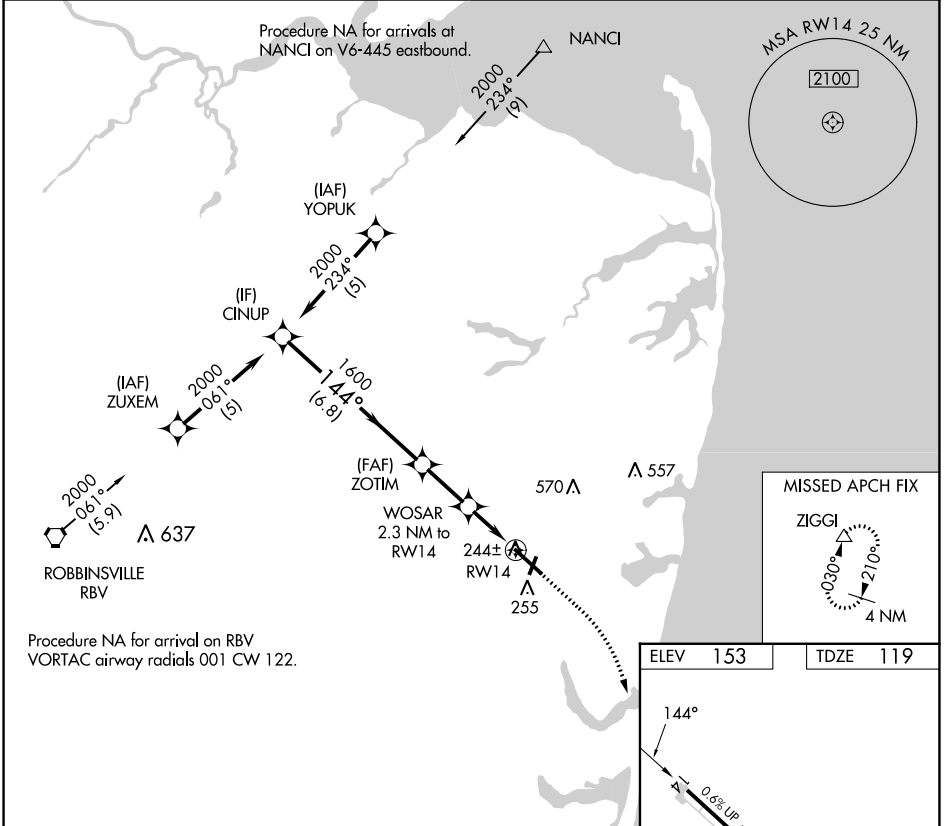 Procedure NA for arrivals at
NANCI on V6-445 eastbound.
NANCI
2000
234°
(9)
MSA RW14 25 NM
2100
(IAF)
YOPUK
2000
234°
(5)
(IF)
CINUP
(IAF)
ZUXEM
2000
061°
(5)
1600
144°
(6.8)
(FAF)
ZOTIM
WOSAR
2.3 NM to
RW14
244±
RW14
255
570
557
2000
061°
(5.9)
637
ROBBINSVILLE
RBV
Procedure NA for arrival on RBV
VORTAC airway radials 001 CW 122.
MISSED APCH FIX
ZIGGI
030°
210°
4 NM
ELEV 153
TDZE 119
144°
14
0.6% UP